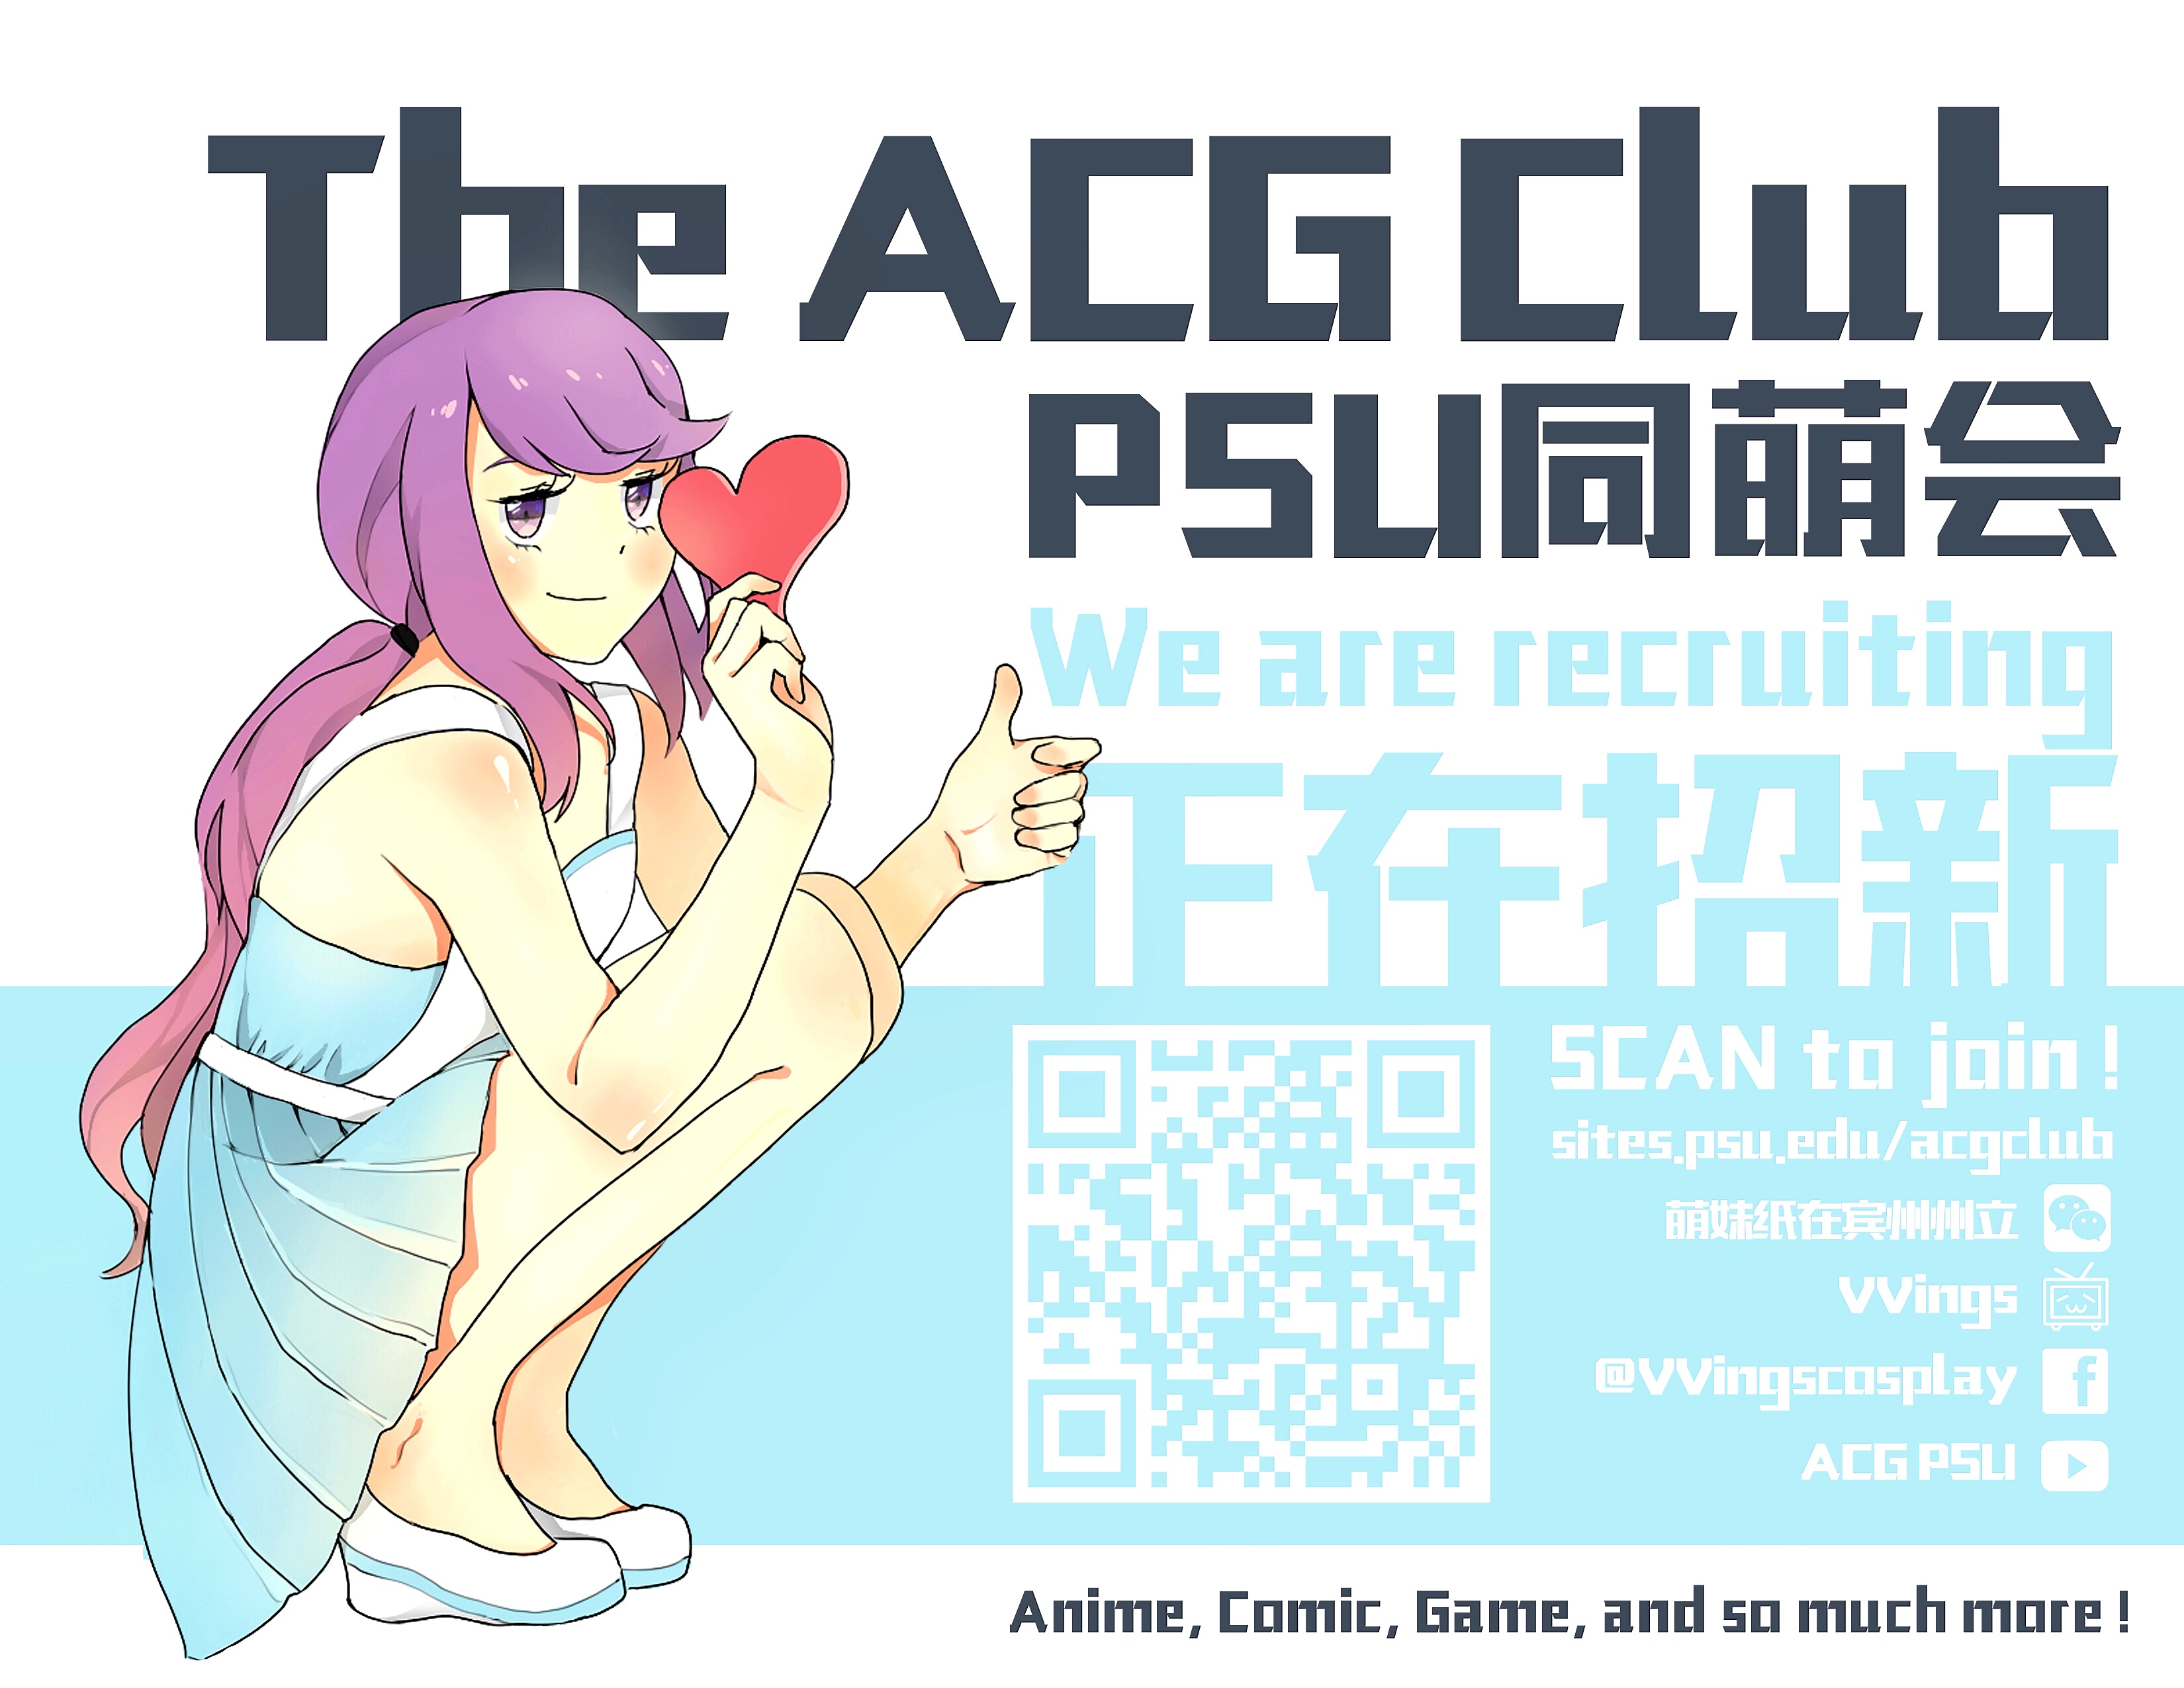 The ACG Club
PSU同萌会
We are recruiting
正在招新
SCAN to join !
sites.psu.edu/acgclub
萌妹纸在宾州州立
VVings
@VVingscosplay
ACG PSU
Anime, Comic, Game, and so much more !